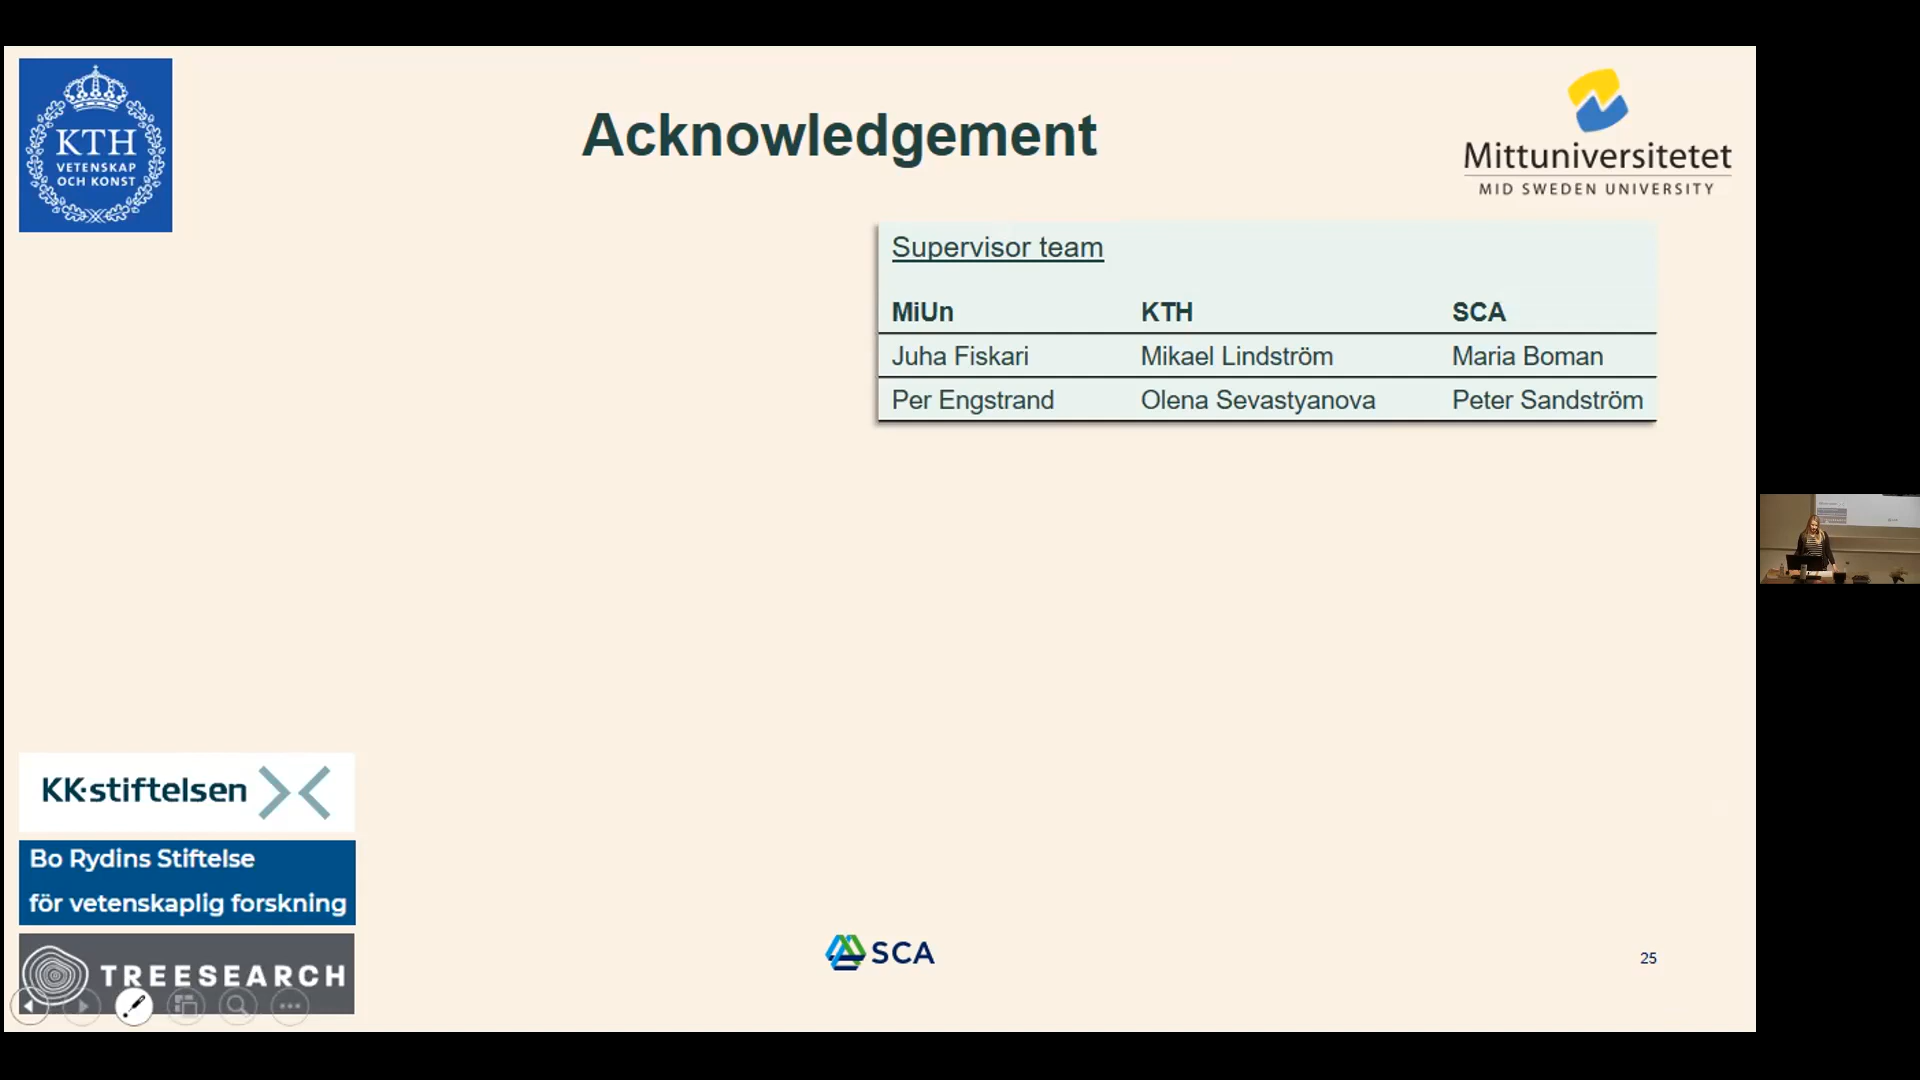 KTH
VETENSKAP
OCH KONST
Acknowledgement
Mittuniversitetet
MID SWEDEN UNIVERSITY
Supervisor team
MiUn KTH SCA
Juha Fiskari Mikael Lindström Maria Boman
Per Engstrand Olena Sevastyanova Peter Sandström
KK·stiftelsen
Bo Rydins Stiftelse
för vetenskaplig forskning
TREESEARCH
SCA
25